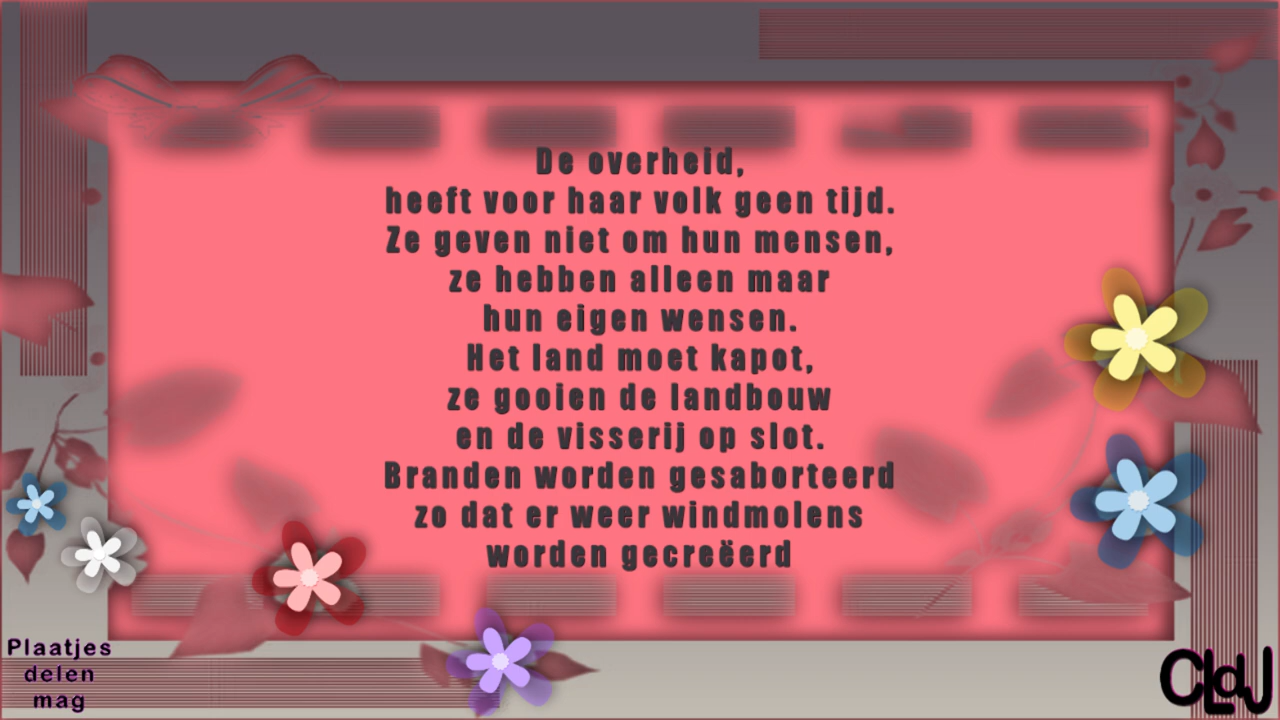 De overheid,
heeft voor haar volk geen tijd.
Ze geven niet om hun mensen,
ze hebben alleen maar
hun eigen wensen.
Het land moet kapot,
ze gooien de landbouw
en de visserij op slot.
Branden worden gesaborteerd
zo dat er weer windmolens
worden gecreëerd
Plaatjes
delen
mag
CLdJ